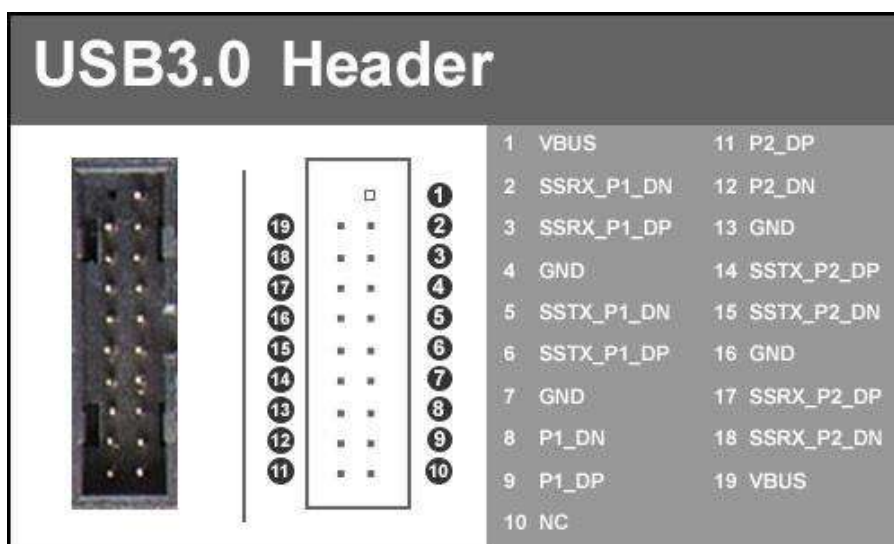 USB3.0 Header
1
19 2
18 3
17 4
16 5
15 6
14 7
13 8
12 9
11 10
1 VBUS 11 P2_DP
2 SSRX_P1_DN 12 P2_DN
3 SSRX_P1_DP 13 GND
4 GND 14 SSTX_P2_DP
5 SSTX_P1_DN 15 SSTX_P2_DN
6 SSTX_P1_DP 16 GND
7 GND 17 SSRX_P2_DP
8 P1_DN 18 SSRX_P2_DN
9 P1_DP 19 VBUS
10 NC